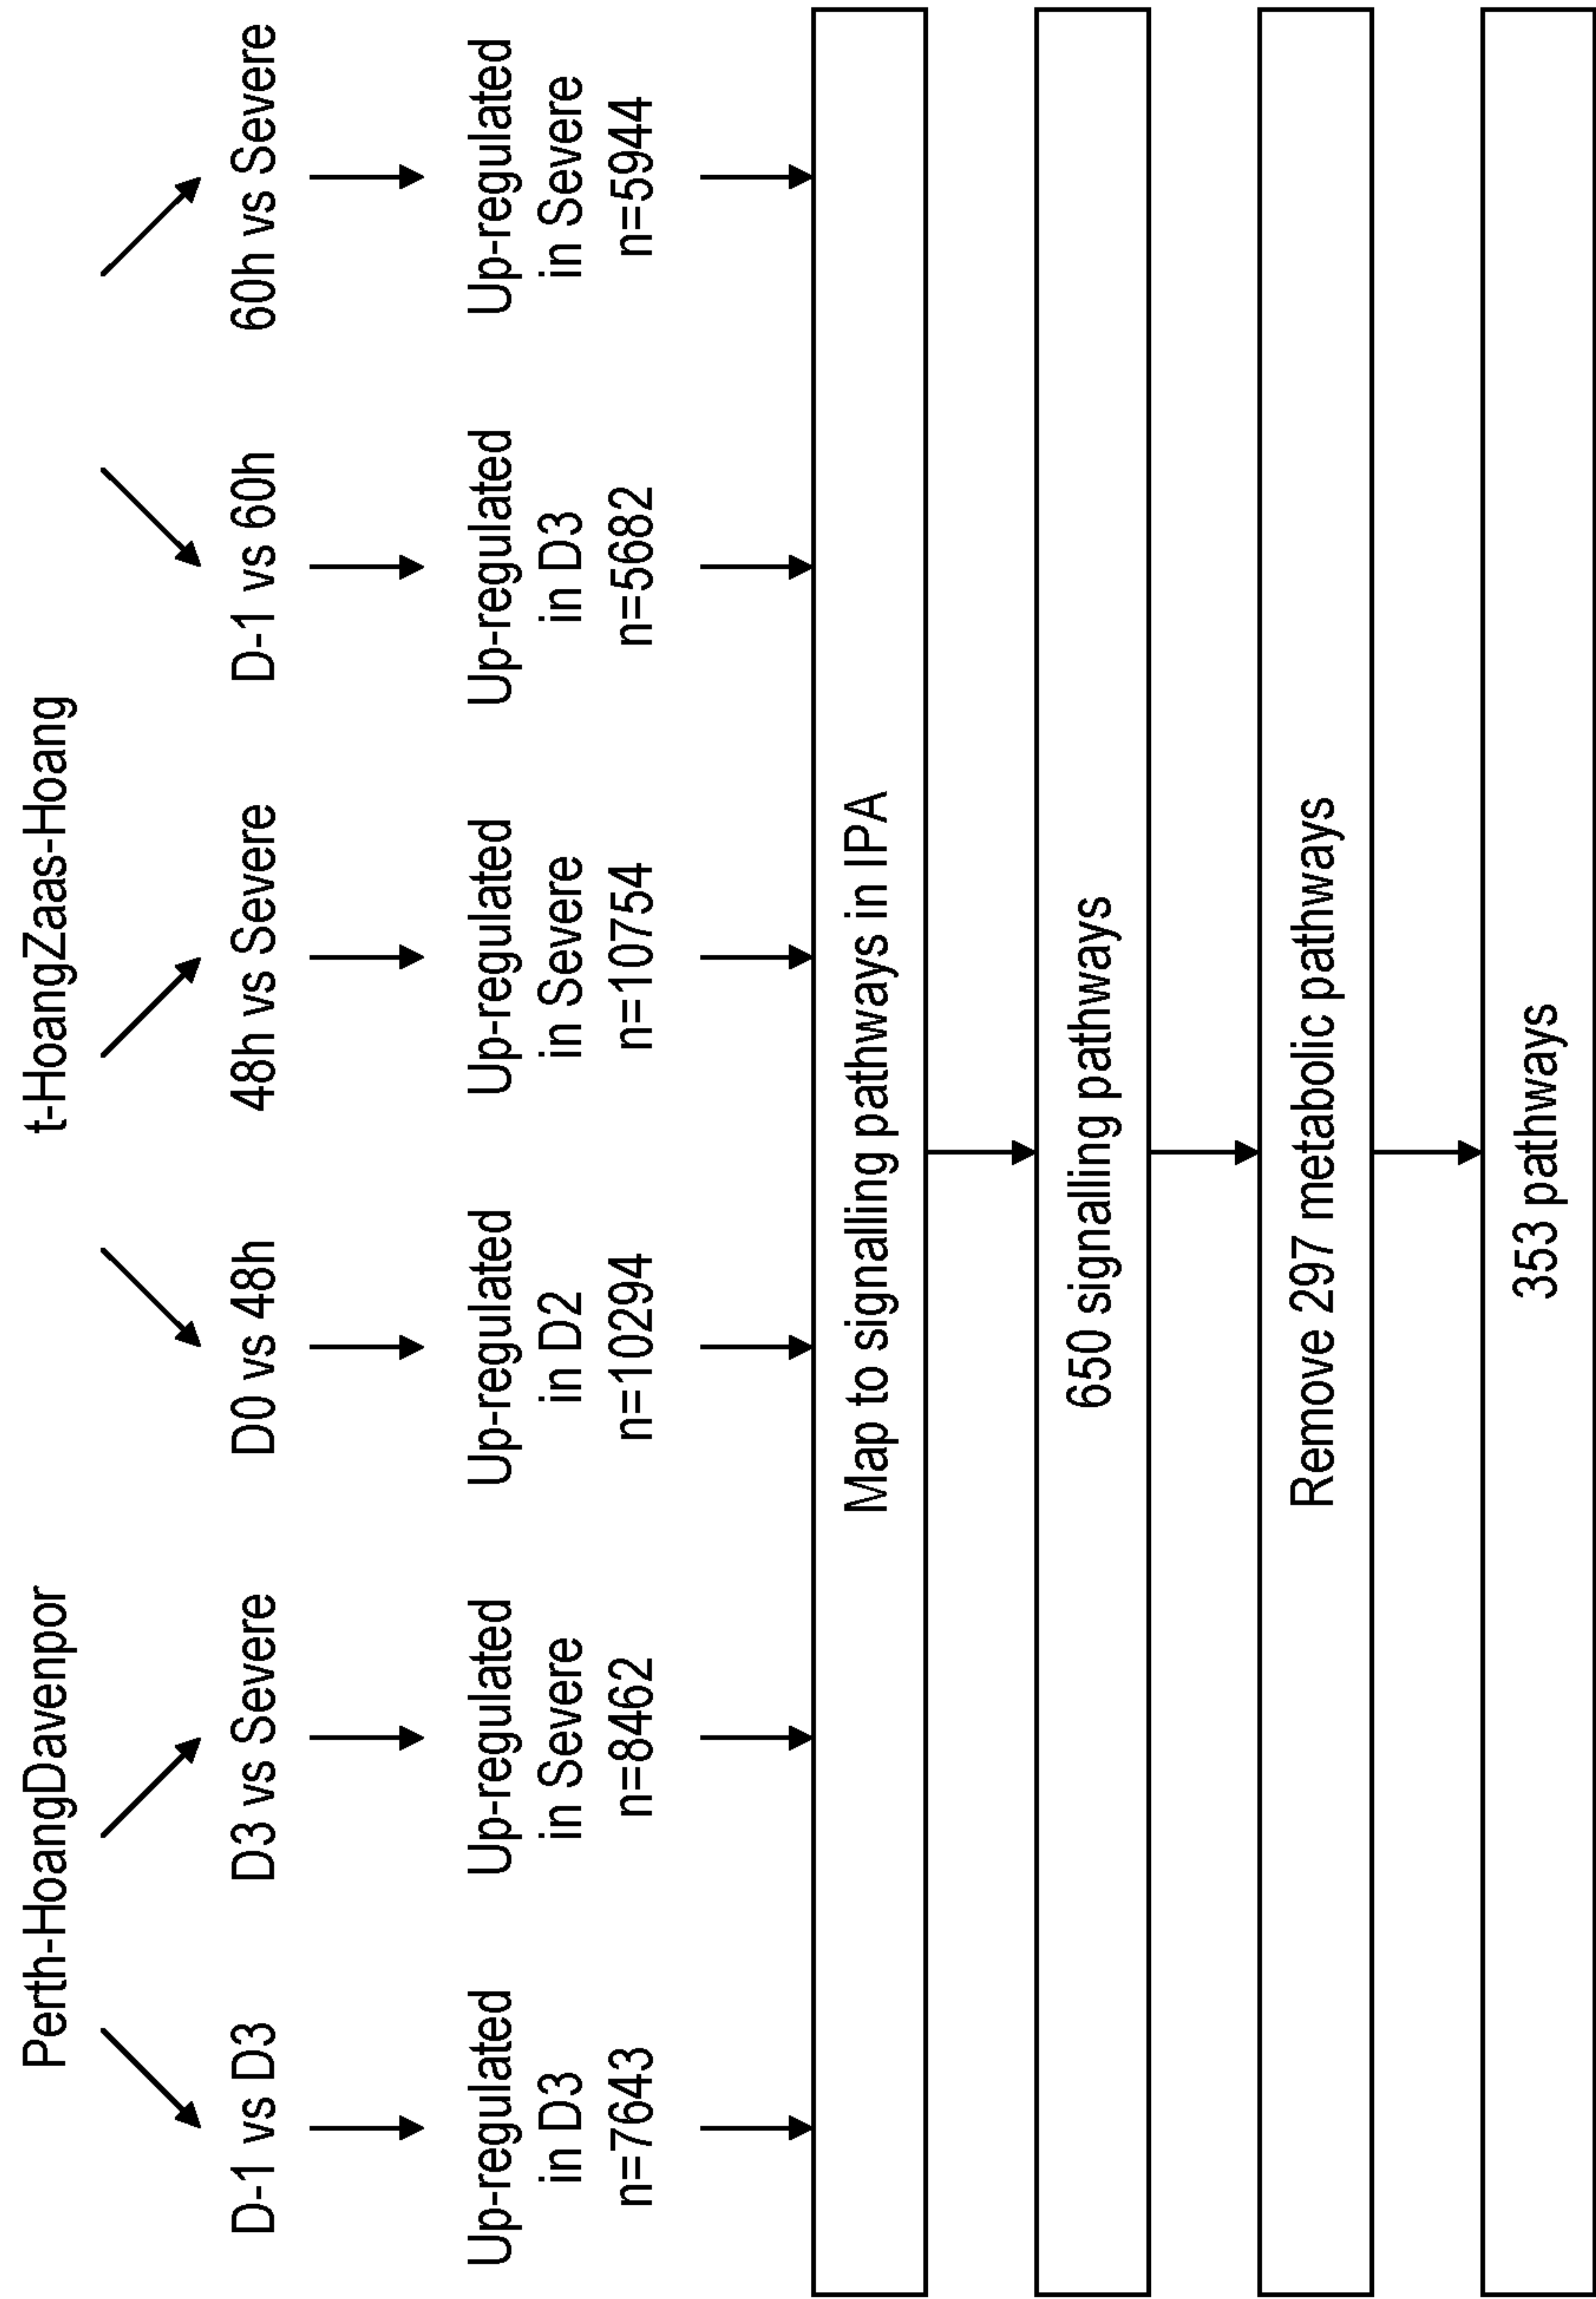 Perth-HoangDavenpor
t-HoangZaas-Hoang
D-1 vs D3
D3 vs Severe
D0 vs 48h
48h vs Severe
D-1 vs 60h
60h vs Severe
Up-regulated
in D3
n=7643
Up-regulated
in Severe
n=8462
Up-regulated
in D2
n=10294
Up-regulated
in Severe
n=10754
Up-regulated
in D3
n=5682
Up-regulated
in Severe
n=5944
Map to signalling pathways in IPA
650 signalling pathways
Remove 297 metabolic pathways
353 pathways